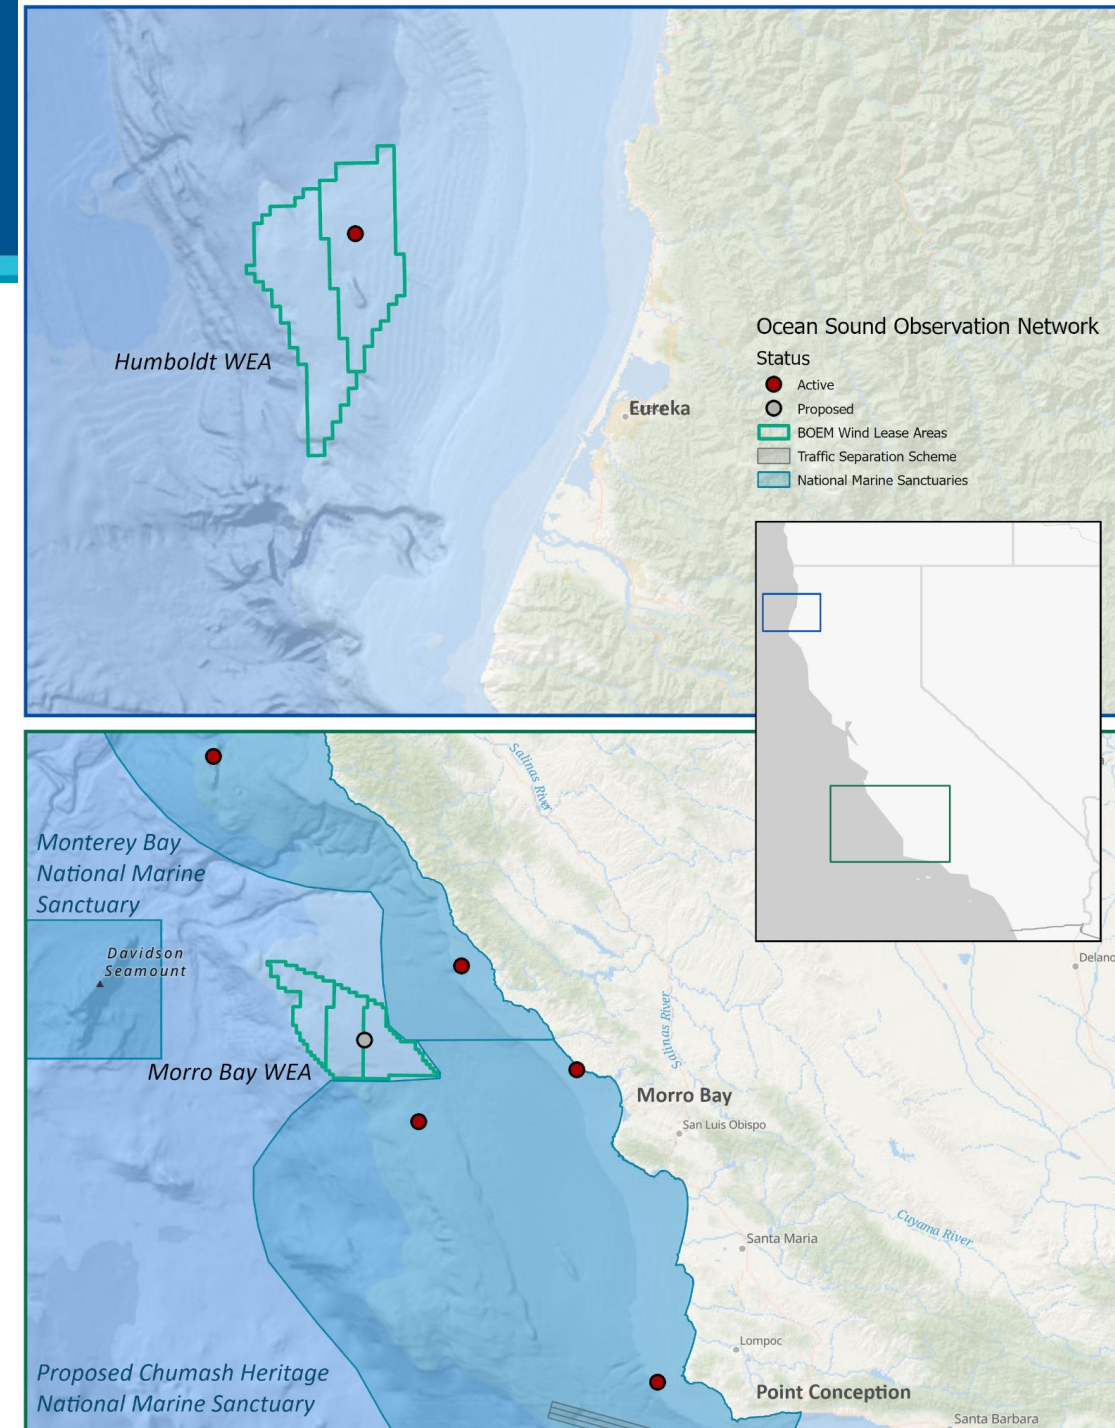 Humboldt WEA
Eureka
Ocean Sound Observation Network
Status
Active
Proposed
BOEM Wind Lease Areas
Traffic Separation Scheme
National Marine Sanctuaries
Salinas River
Monterey Bay
National Marine
Sanctuary
Davidson
Seamount
Delano
Salinas River
Morro Bay WEA
Morro Bay
San Luis Obispo
Cuyana River
Santa Maria
Lompoc
Proposed Chumash Heritage
National Marine Sanctuary
Point Conception
Santa Barbara